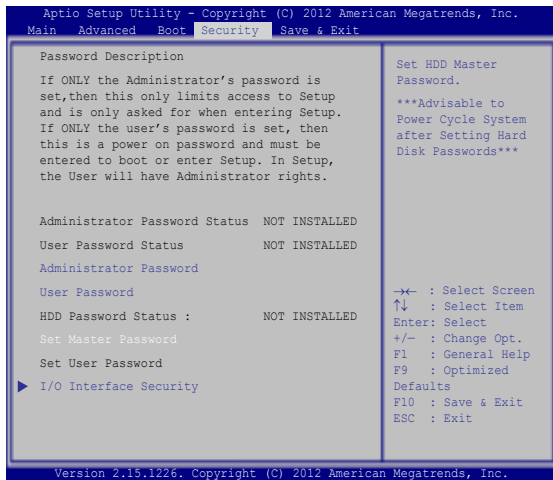 Aptio Setup Utility - Copyright (C) 2012 American Megatrends, Inc.
Main Advanced Boot Security Save & Exit
Password Description
If ONLY the Administrator's password is
set,then this only limits access to Setup
and is only asked for when entering Setup.
If ONLY the user's password is set, then
this is a power on password and must be
entered to boot or enter Setup. In Setup,
the User will have Administrator rights.
Administrator Password Status NOT INSTALLED
User Password Status NOT INSTALLED
Administrator Password
User Password
HDD Password Status : NOT INSTALLED
Set Master Password
Set User Password
I/O Interface Security
Set HDD Master
Password.
***Advisable to
Power Cycle System
after Setting Hard
Disk Passwords***
→← : Select Screen
↑↓ : Select Item
Enter: Select
+/— : Change Opt.
F1 : General Help
F9 : Optimized
Defaults
F10 : Save & Exit
ESC : Exit
Version 2.15.1226. Copyright (C) 2012 American Megatrends, Inc.